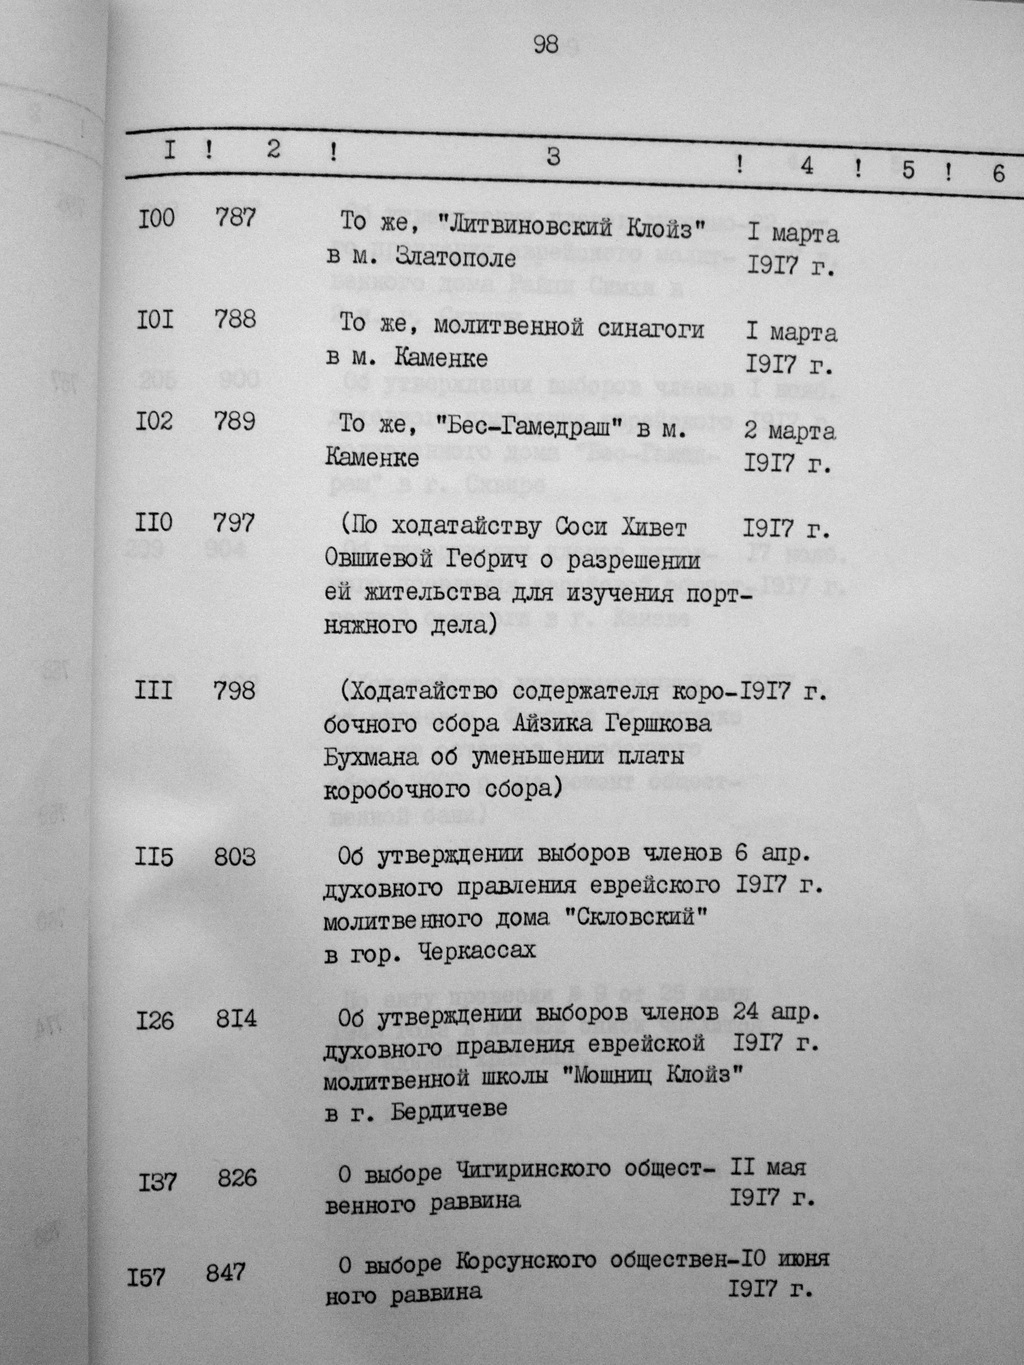 98
I ! 2 ! 3 ! 4 ! 5 ! 6
I00 787 То же, "Литвиновский Клойз" I марта
в м. Златополе I9I7 г.
I0I 788 То же, молитвенной синагоги I марта
в м. Каменке I9I7 г.
I02 789 То же, "Бес-Гамедраш" в м. 2 марта
Каменке I9I7 г.
II0 797 (По ходатайству Соси Хивет I9I7 г.
Овшиевой Гебрич о разрешении
ей жительства для изучения порт-
няжного дела)
III 798 (Ходатайство содержателя коро-I9I7 г.
бочного сбора Айзика Гершкова
Бухмана об уменьшении платы
коробочного сбора)
II5 803 Об утверждении выборов членов 6 апр.
духовного правления еврейского I9I7 г.
молитвенного дома "Скловский"
в гор. Черкассах
I26 8I4 Об утверждении выборов членов 24 апр.
духовного правления еврейской I9I7 г.
молитвенной школы "Мошниц Клойз"
в г. Бердичеве
I37 826 О выборе Чигиринского общест- II мая
венного раввина I9I7 г.
I57 847 О выборе Корсунского обществен-I0 июня
ного раввина I9I7 г.